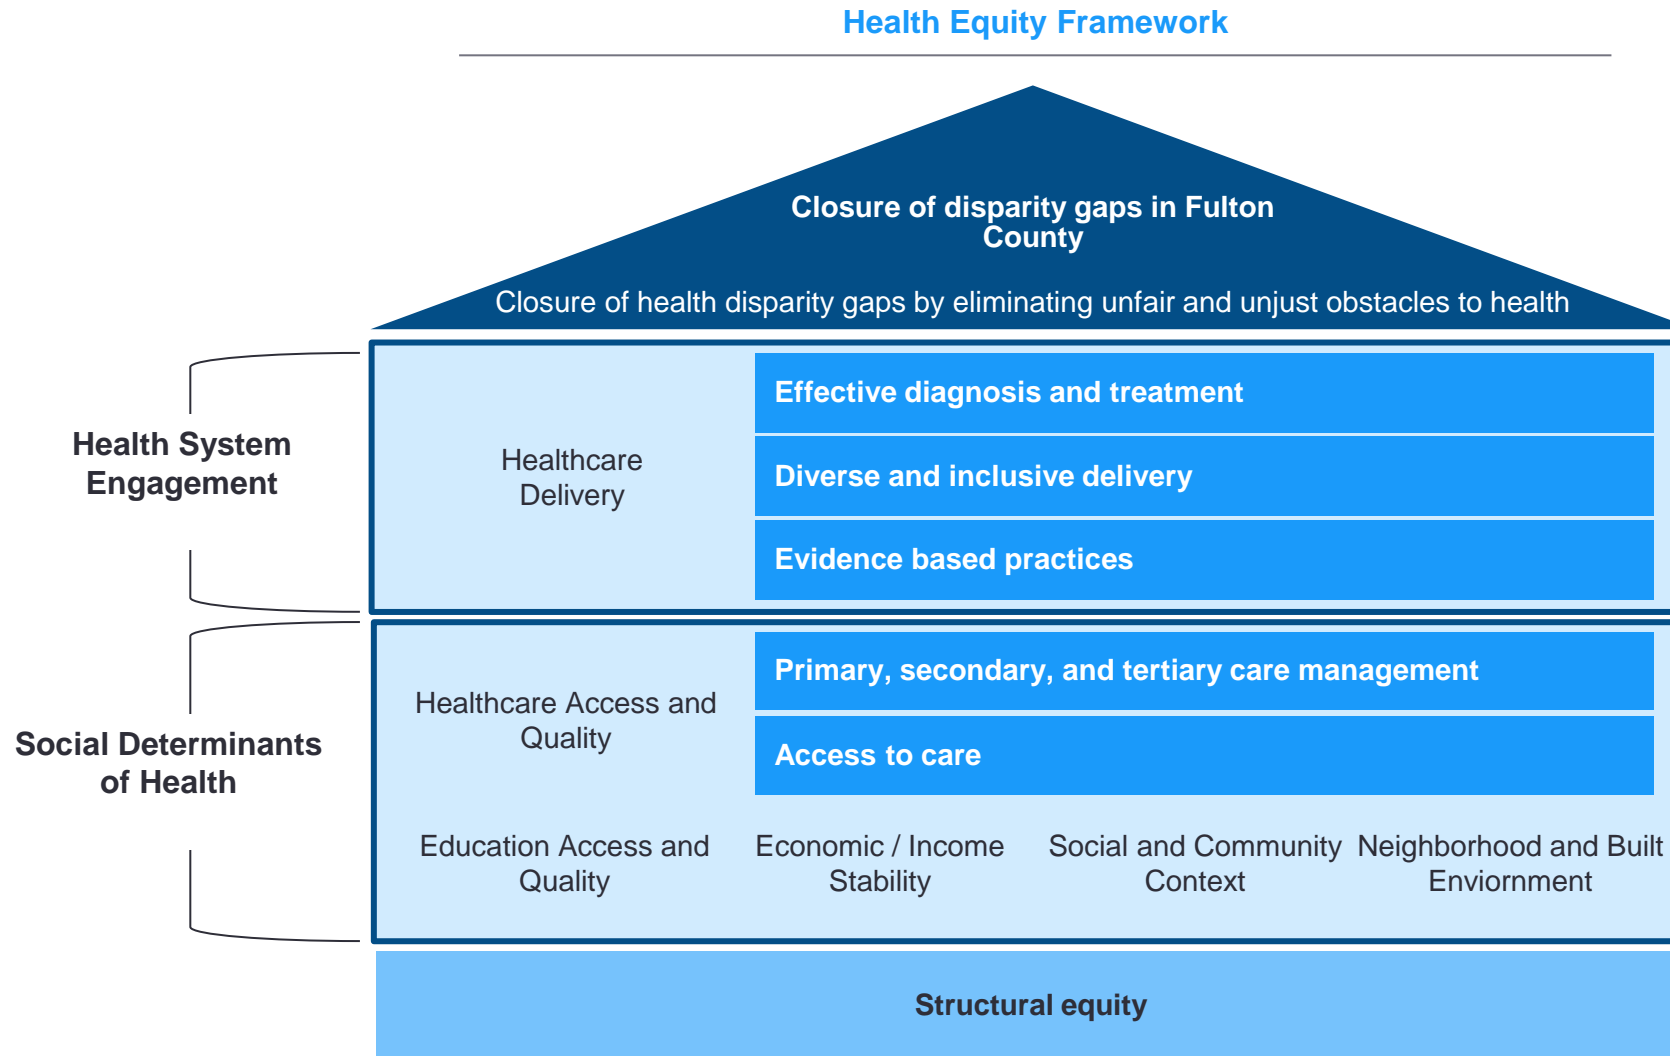 Health Equity Framework
Closure of disparity gaps in Fulton
County
Closure of health disparity gaps by eliminating unfair and unjust obstacles to health
Health System
Engagement
Healthcare
Delivery
Effective diagnosis and treatment
Diverse and inclusive delivery
Evidence based practices
Social Determinants
of Health
Healthcare Access and
Quality
Primary, secondary, and tertiary care management
Access to care
Education Access and
Quality
Economic / Income
Stability
Social and Community
Context
Neighborhood and Built
Enviornment
Structural equity